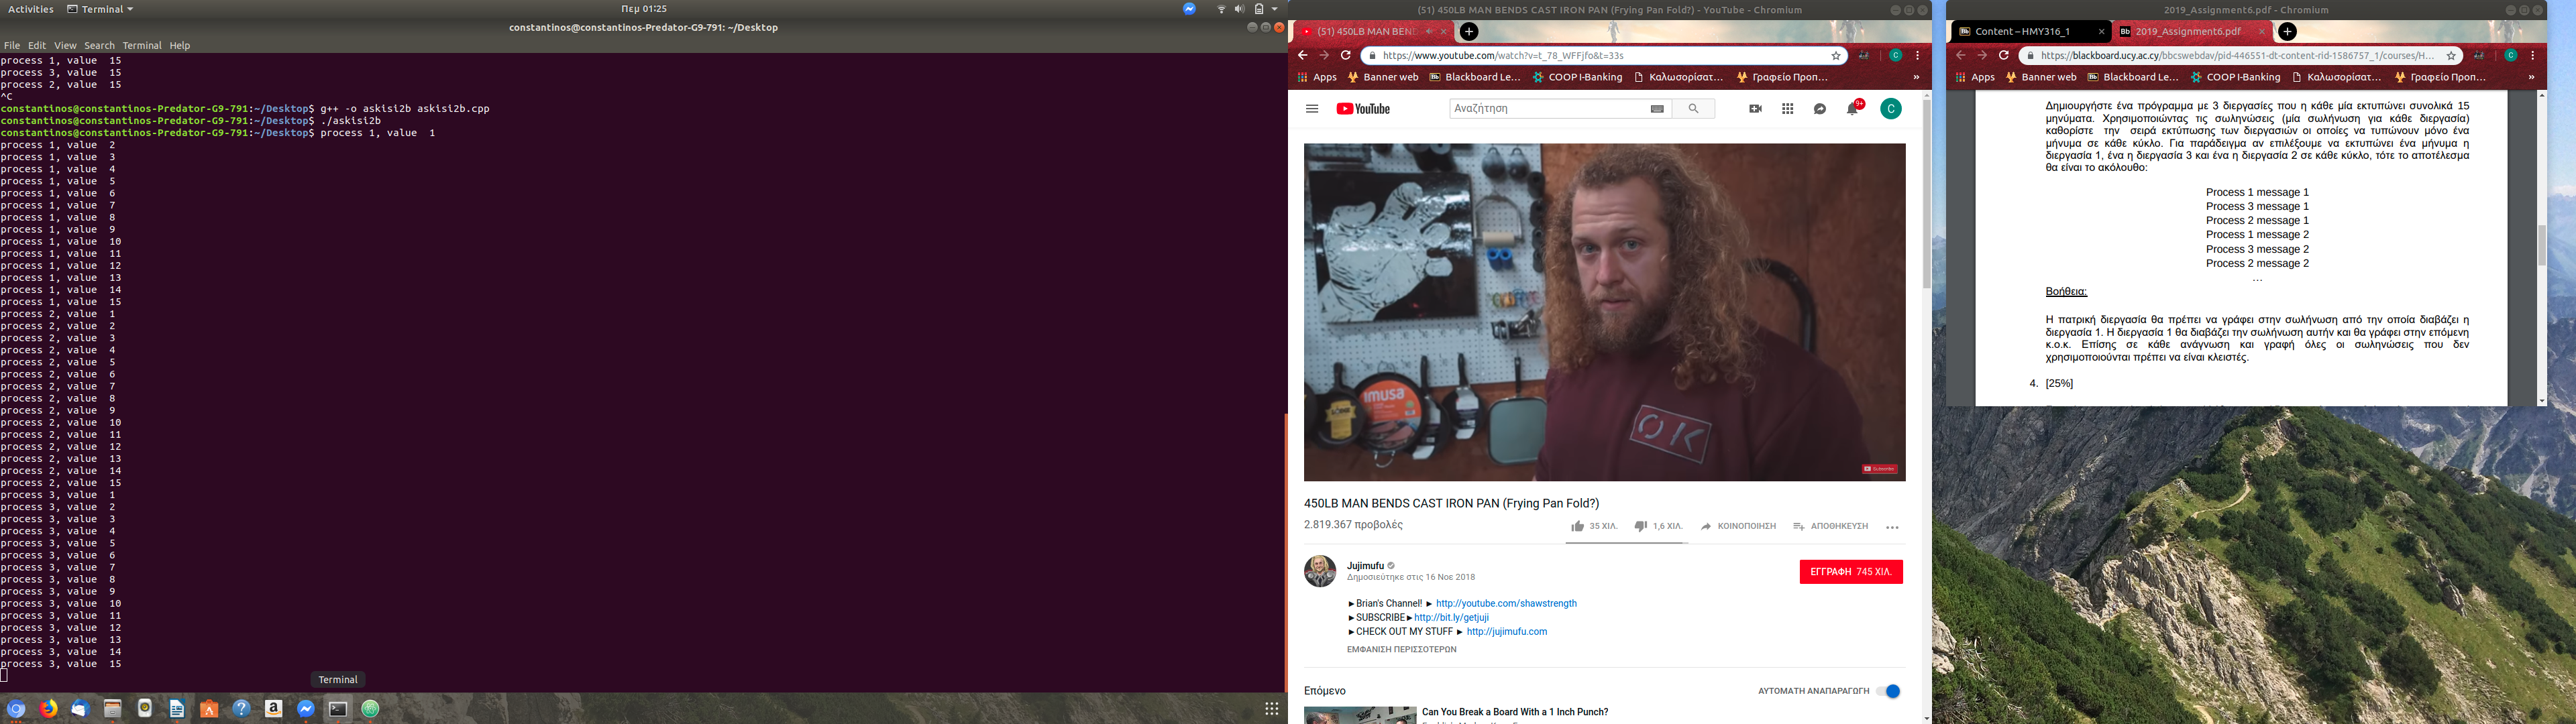 Activities
Terminal
Πεμ 01:25
constantinos@constantinos-Predator-G9-791: ~/Desktop
File Edit View Search Terminal Help
process 1, value 15
process 3, value 15
process 2, value 15
^C
constantinos@constantinos-Predator-G9-791:~/Desktop$ g++ -o askisi2b askisi2b.cpp
constantinos@constantinos-Predator-G9-791:~/Desktop$ ./askisi2b
constantinos@constantinos-Predator-G9-791:~/Desktop$ process 1, value 1
process 1, value 2
process 1, value 3
process 1, value 4
process 1, value 5
process 1, value 6
process 1, value 7
process 1, value 8
process 1, value 9
process 1, value 10
process 1, value 11
process 1, value 12
process 1, value 13
process 1, value 14
process 1, value 15
process 2, value 1
process 2, value 2
process 2, value 3
process 2, value 4
process 2, value 5
process 2, value 6
process 2, value 7
process 2, value 8
process 2, value 9
process 2, value 10
process 2, value 11
process 2, value 12
process 2, value 13
process 2, value 14
process 2, value 15
process 3, value 1
process 3, value 2
process 3, value 3
process 3, value 4
process 3, value 5
process 3, value 6
process 3, value 7
process 3, value 8
process 3, value 9
process 3, value 10
process 3, value 11
process 3, value 12
process 3, value 13
process 3, value 14
process 3, value 15
Terminal
(51) 450LB MAN BENDS CAST IRON PAN (Frying Pan Fold?) - YouTube - Chromium
(51) 450LB MAN BEND
https://www.youtube.com/watch?v=t_78_WFFjfo&t=33s
Apps Banner web Blackboard Le... COOP I-Banking Καλωσορίσατ... Γραφείο Προπ... »
YouTube
Αναζήτηση
9+
C
imusa
OK
Subscribe
450LB MAN BENDS CAST IRON PAN (Frying Pan Fold?)
2.819.367 προβολές
35 ΧΙΛ. 1,6 ΧΙΛ. ΚΟΙΝΟΠΟΙΗΣΗ ΑΠΟΘΗΚΕΥΣΗ
Jujimufu
Δημοσιεύτηκε στις 16 Νοε 2018
ΕΓΓΡΑΦΗ 745 ΧΙΛ.
►Brian's Channel! ► http://youtube.com/shawstrength
►SUBSCRIBE►http://bit.ly/getjuji
►CHECK OUT MY STUFF ► http://jujimufu.com
ΕΜΦΑΝΙΣΗ ΠΕΡΙΣΣΟΤΕΡΩΝ
Επόμενο
ΑΥΤΟΜΑΤΗ ΑΝΑΠΑΡΑΓΩΓΗ
Can You Break a Board With a 1 Inch Punch?
2019_Assignment6.pdf - Chromium
Content – HMY316_1
2019_Assignment6.pdf
https://blackboard.ucy.ac.cy/bbcswebdav/pid-446551-dt-content-rid-1586757_1/courses/H...
Apps Banner web Blackboard Le... COOP I-Banking Καλωσορίσατ... Γραφείο Προπ... »
Δημιουργήστε ένα πρόγραμμα με 3 διεργασίες που η κάθε μία εκτυπώνει συνολικά 15
μηνύματα. Χρησιμοποιώντας τις σωληνώσεις (μία σωλήνωση για κάθε διεργασία)
καθορίστε την σειρά εκτύπωσης των διεργασιών οι οποίες να τυπώνουν μόνο ένα
μήνυμα σε κάθε κύκλο. Για παράδειγμα αν επιλέξουμε να εκτυπώνει ένα μήνυμα η
διεργασία 1, ένα η διεργασία 3 και ένα η διεργασία 2 σε κάθε κύκλο, τότε το αποτέλεσμα
θα είναι το ακόλουθο:
Process 1 message 1
Process 3 message 1
Process 2 message 1
Process 1 message 2
Process 3 message 2
Process 2 message 2
...
Βοήθεια:
Η πατρική διεργασία θα πρέπει να γράφει στην σωλήνωση από την οποία διαβάζει η
διεργασία 1. Η διεργασία 1 θα διαβάζει την σωλήνωση αυτήν και θα γράφει στην επόμενη
κ.ο.κ. Επίσης σε κάθε ανάγνωση και γραφή όλες οι σωληνώσεις που δεν
χρησιμοποιούνται πρέπει να είναι κλειστές.
4. [25%]